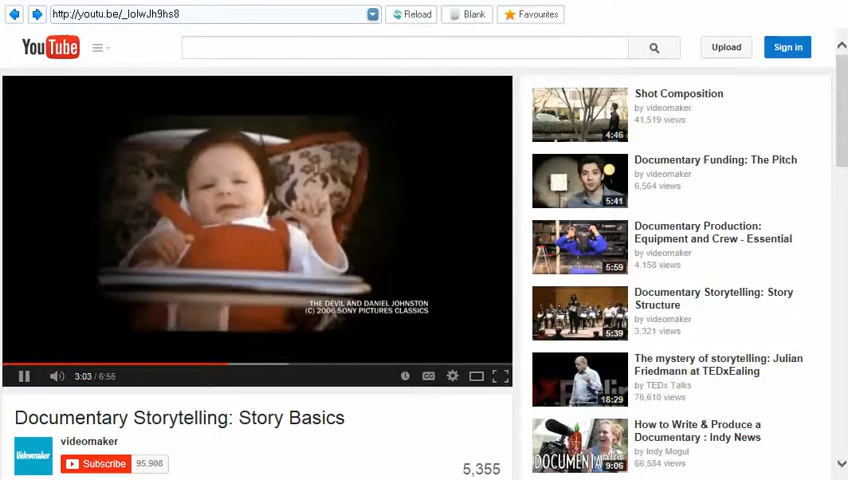 http://youtu.be/_lolwJh9hs8
Reload
Blank
Favourites
YouTube
Upload
Sign in
THE DEVIL AND DANIEL JOHNSTON
(C) 2006 SONY PICTURES CLASSICS
3:03 / 6:55
CC
Documentary Storytelling: Story Basics
videomaker
videomaker
Subscribe 95,908
5,355
Shot Composition
by videomaker
41,519 views
4:46
Documentary Funding: The Pitch
by videomaker
6,564 views
5:41
Documentary Production:
Equipment and Crew - Essential
by videomaker
4,158 views
5:59
Documentary Storytelling: Story
Structure
by videomaker
3,321 views
5:39
The mystery of storytelling: Julian
Friedmann at TEDxEaling
by TEDx Talks
76,610 views
18:29
How to Write & Produce a
Documentary : Indy News
by Indy Mogul
66,584 views
9:06